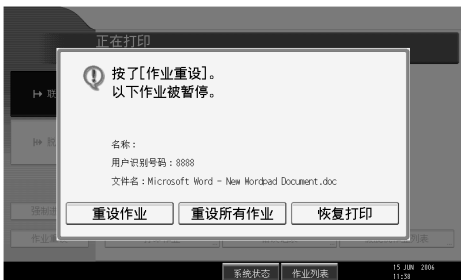 正在打印
按了[作业重设]。
以下作业被暂停。
名称：
用户识别号码：8888
文件名：Microsoft Word - New Wordpad Document.doc
重设作业 重设所有作业 恢复打印
系统状态 作业列表
15 JUN 2006
11:38